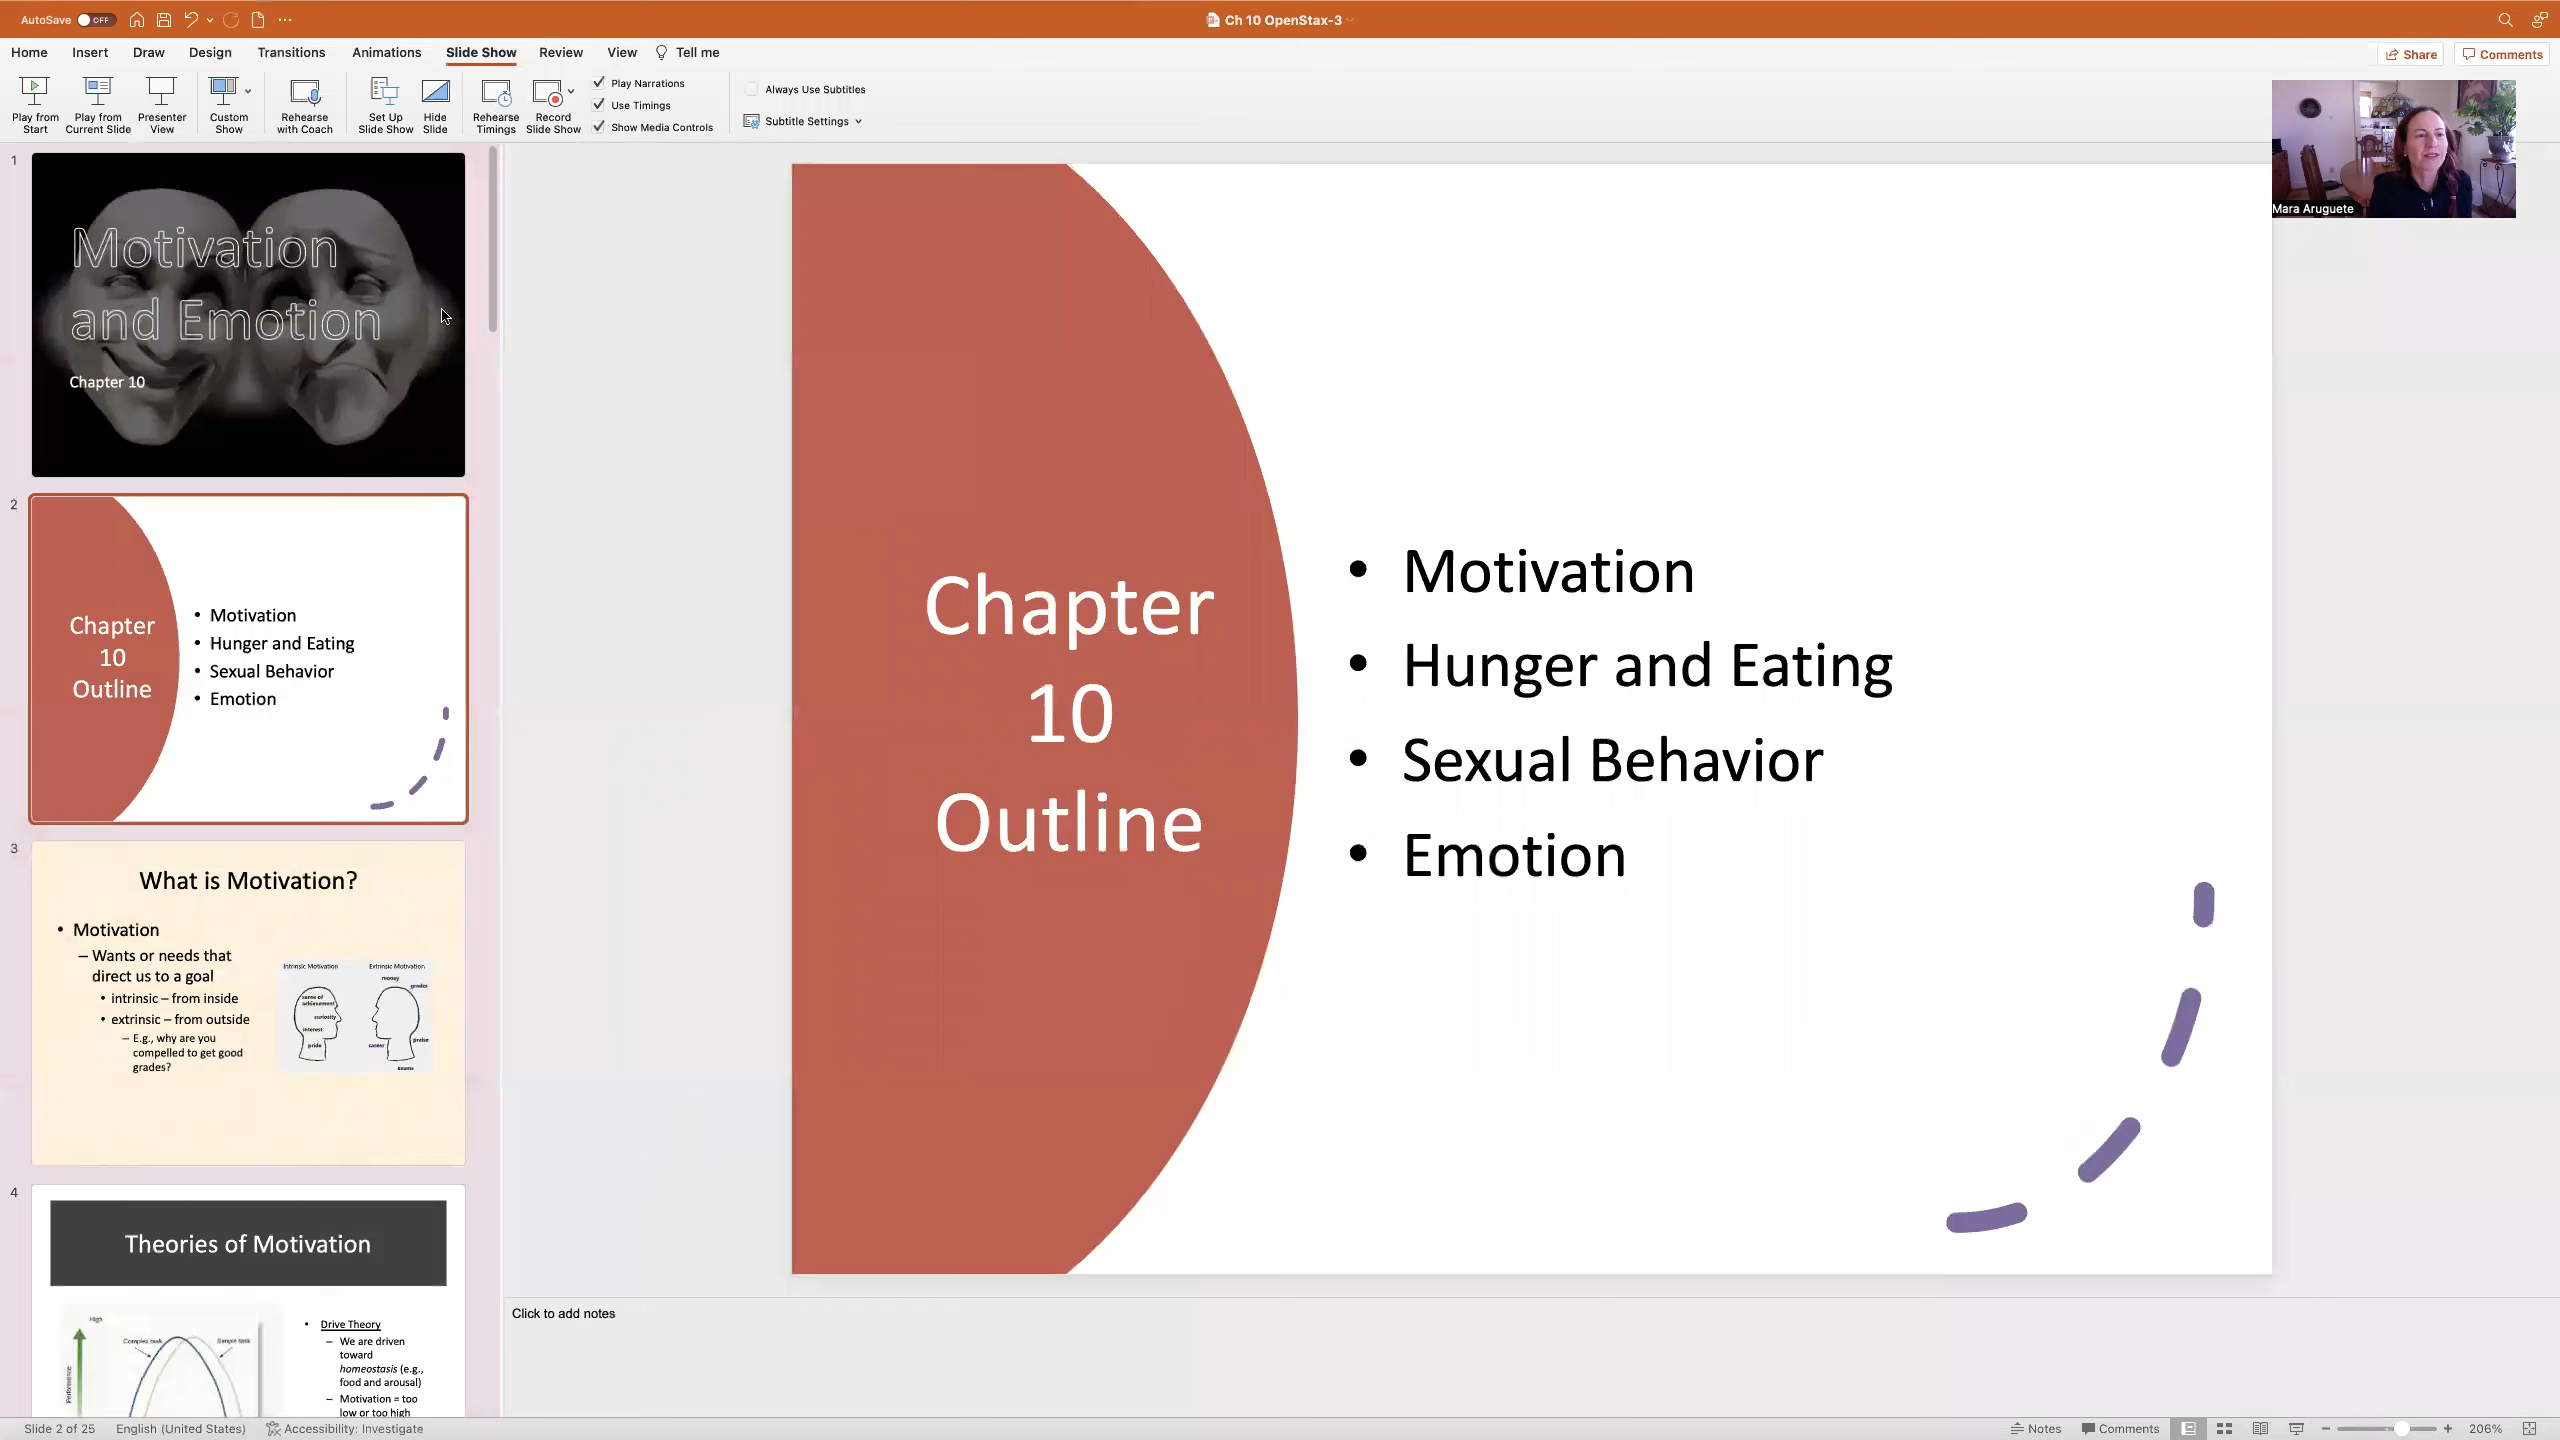 AutoSave OFF
Ch 10 OpenStax-3
Home Insert Draw Design Transitions Animations Slide Show Review View Tell me
Share Comments
Play from Start
Play from Current Slide
Presenter View
Custom Show
Rehearse with Coach
Set Up Slide Show
Hide Slide
Rehearse Timings
Record Slide Show
Play Narrations
Use Timings
Show Media Controls
Always Use Subtitles
Subtitle Settings
Mara Aruguete
1
Motivation
and Emotion
Chapter 10
2
Chapter
10
Outline
• Motivation
• Hunger and Eating
• Sexual Behavior
• Emotion
3
What is Motivation?
• Motivation
– Wants or needs that
direct us to a goal
• intrinsic – from inside
• extrinsic – from outside
– E.g., why are you
compelled to get good
grades?
Intrinsic Motivation
sense of
achievement
curiosity
interest
pride
Extrinsic Motivation
money
grades
praise
career
exams
4
Theories of Motivation
High
Performance
Complex task
Simple task
• Drive Theory
– We are driven
toward
homeostasis (e.g.,
food and arousal)
– Motivation = too
low or too high
Chapter
10
Outline
• Motivation
• Hunger and Eating
• Sexual Behavior
• Emotion
Click to add notes
Slide 2 of 25 English (United States) Accessibility: Investigate
Notes Comments 206%